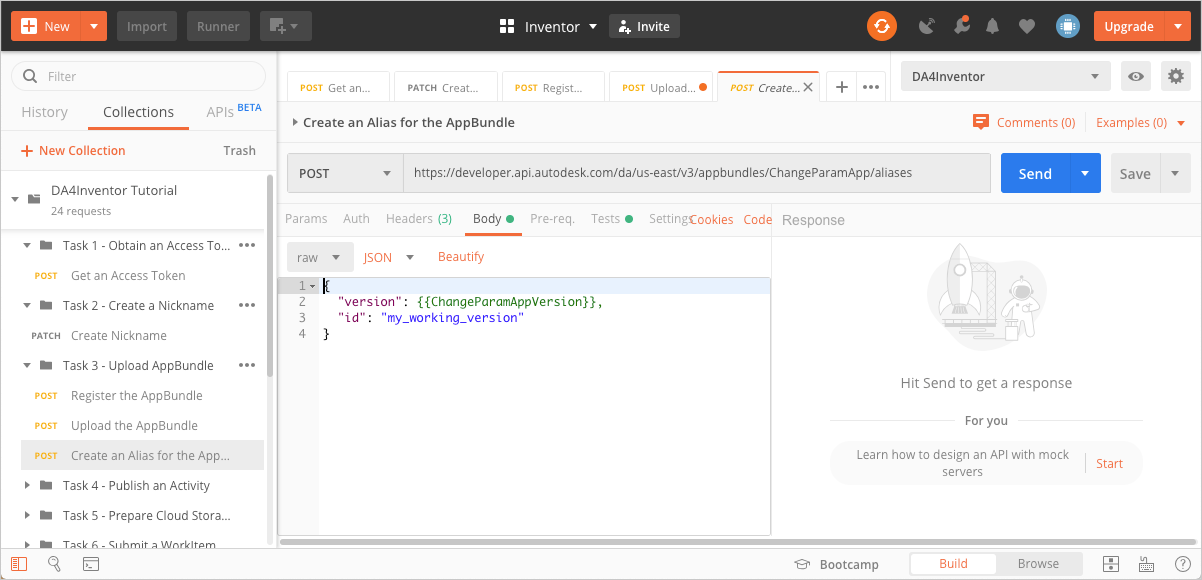 New
Import
Runner
Inventor
Invite
Upgrade
Filter
History
Collections
APIs BETA
New Collection
Trash
DA4Inventor Tutorial
24 requests
Task 1 - Obtain an Access To...
POST Get an Access Token
Task 2 - Create a Nickname
PATCH Create Nickname
Task 3 - Upload AppBundle
POST Register the AppBundle
POST Upload the AppBundle
POST Create an Alias for the App...
Task 4 - Publish an Activity
Task 5 - Prepare Cloud Stora...
Task 6 - Submit a WorkItem
POST Get an...
PATCH Creat...
POST Regist...
POST Upload...
POST Create...
DA4Inventor
Create an Alias for the AppBundle
Comments (0)
Examples (0)
POST
https://developer.api.autodesk.com/da/us-east/v3/appbundles/ChangeParamApp/aliases
Send
Save
Params
Auth
Headers (3)
Body
Pre-req.
Tests
Settings
Cookies
Code
raw
JSON
Beautify
1 {
2 "version": {{ChangeParamAppVersion}},
3 "id": "my_working_version"
4 }
Response
Hit Send to get a response
For you
Learn how to design an API with mock
servers
Start
Bootcamp
Build
Browse